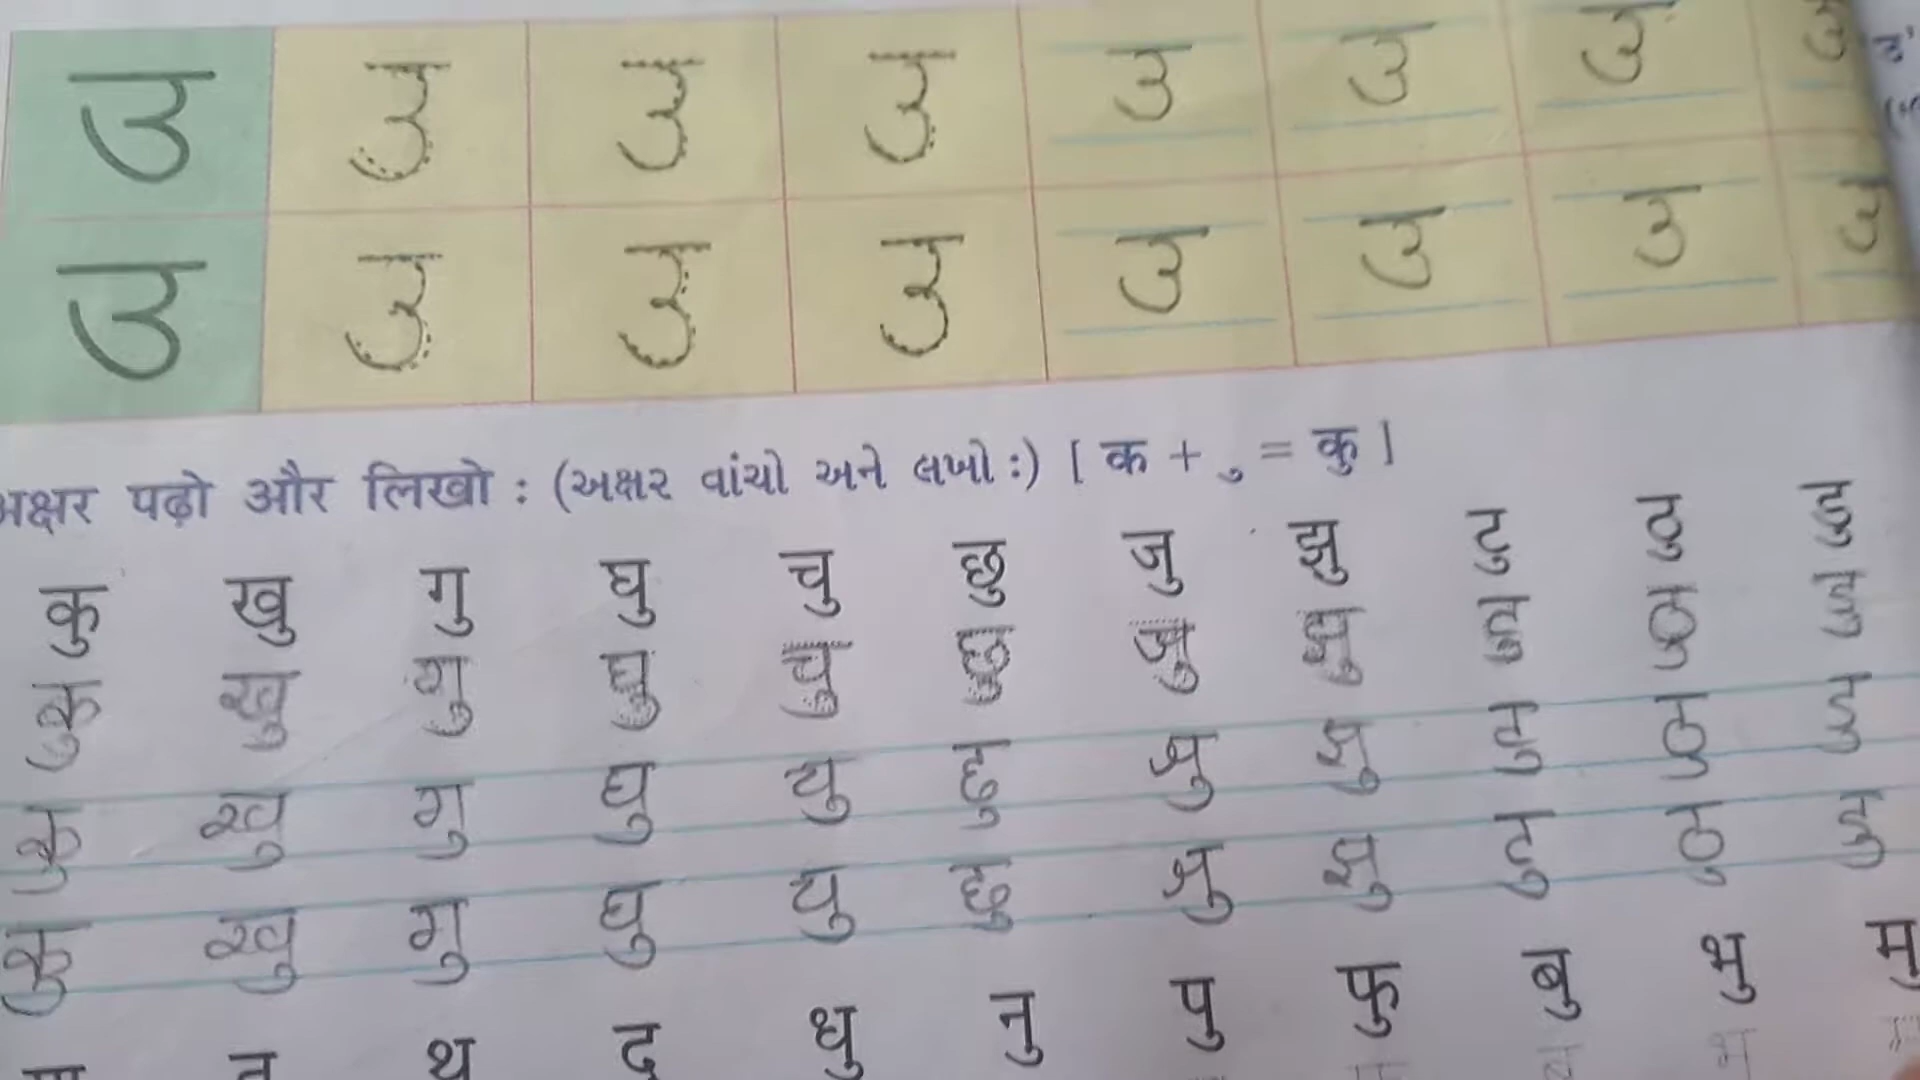 उ उ उ उ उ उ उ उ
उ उ उ उ उ उ उ उ
अक्षर पढ़ो और लिखो : (અક્ષર વાંચો અને લખો :) [ क + ु = कु ]
कु खु गु घु चु छु जु झु टु ठु डु
कु खु गु घु चु छु जु झु टु ठु डु
कु खु गु घु चु छु जु झु टु ठु डु
कु खु गु घु चु छु जु झु टु ठु डु
धु नु पु फु बु भु मु